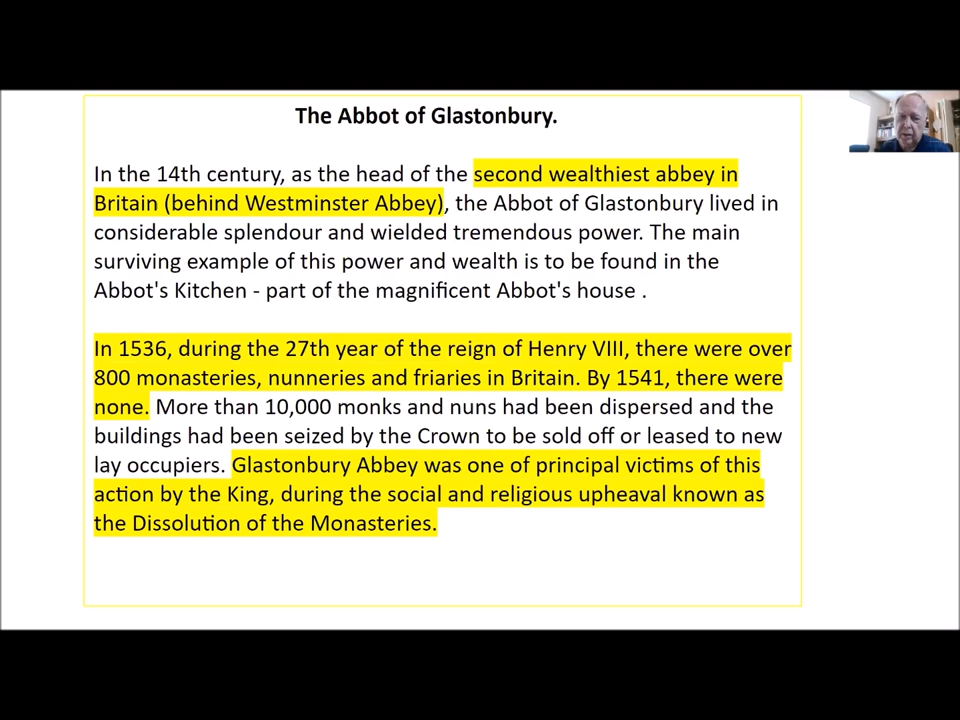 The Abbot of Glastonbury.
In the 14th century, as the head of the second wealthiest abbey in
Britain (behind Westminster Abbey), the Abbot of Glastonbury lived in
considerable splendour and wielded tremendous power. The main
surviving example of this power and wealth is to be found in the
Abbot's Kitchen - part of the magnificent Abbot's house .
In 1536, during the 27th year of the reign of Henry VIII, there were over
800 monasteries, nunneries and friaries in Britain. By 1541, there were
none. More than 10,000 monks and nuns had been dispersed and the
buildings had been seized by the Crown to be sold off or leased to new
lay occupiers. Glastonbury Abbey was one of principal victims of this
action by the King, during the social and religious upheaval known as
the Dissolution of the Monasteries.